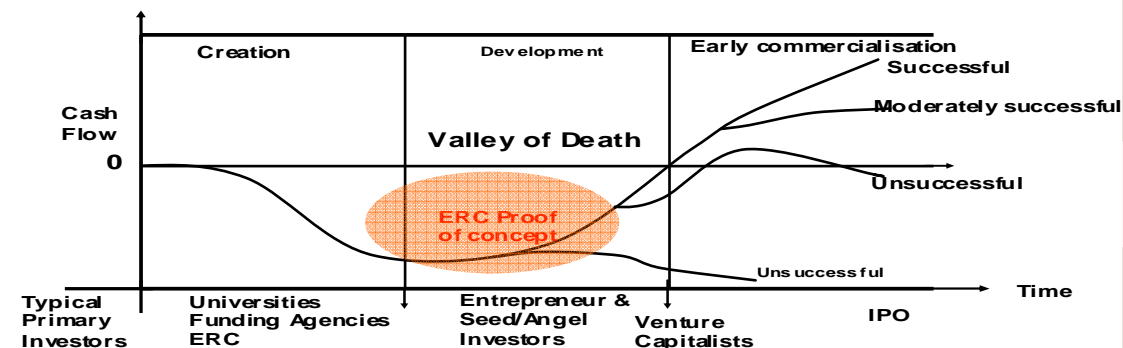 Creation
Development
Early commercialisation
Successful
Cash
Flow
Moderately successful
Valley of Death
0
Unsuccessful
ERC Proof
of concept
Unsuccessful
Time
Typical
Primary
Investors
Universities
Funding Agencies
ERC
Entrepreneur &
Seed/Angel
Investors
Venture
Capitalists
IPO